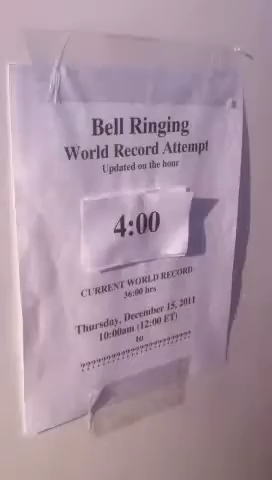 Bell Ringing
World Record Attempt
Updated on the hour
4:00
CURRENT WORLD RECORD
36:00 hrs
Thursday, December 15, 2011
10:00am (12:00 ET)
to